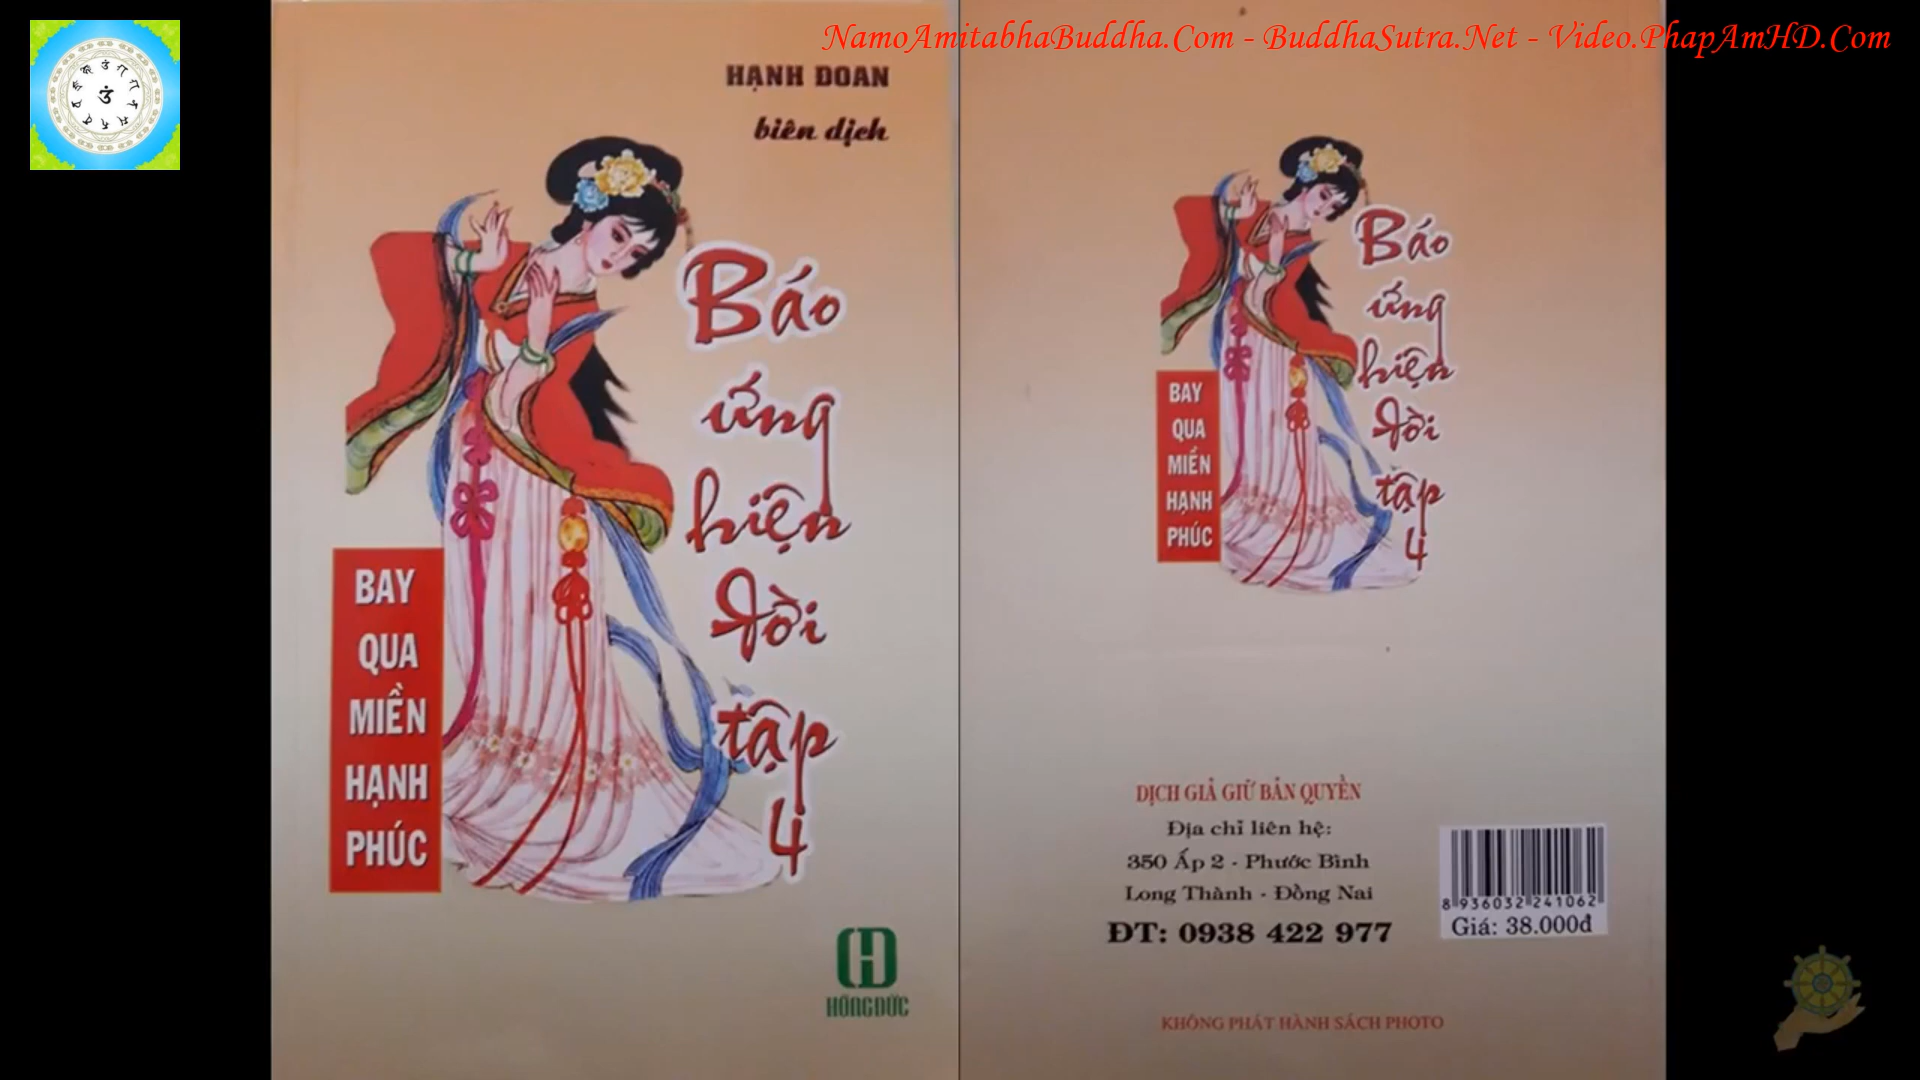 NamoAmitabhaBuddha.Com - BuddhaSutra.Net - Video.PhapAmHD.Com
HẠNH ĐOAN
biên dịch
Báo
ứng
hiện
đời
tập
4
BAY
QUA
MIỀN
HẠNH
PHÚC
HỒNG ĐỨC
Báo
ứng
hiện
đời
tập
4
BAY
QUA
MIỀN
HẠNH
PHÚC
DỊCH GIẢ GIỮ BẢN QUYỀN
Địa chỉ liên hệ:
350 Ấp 2 - Phước Bình
Long Thành - Đồng Nai
ĐT: 0938 422 977
8 936032 241062
Giá: 38.000đ
KHÔNG PHÁT HÀNH SÁCH PHOTO